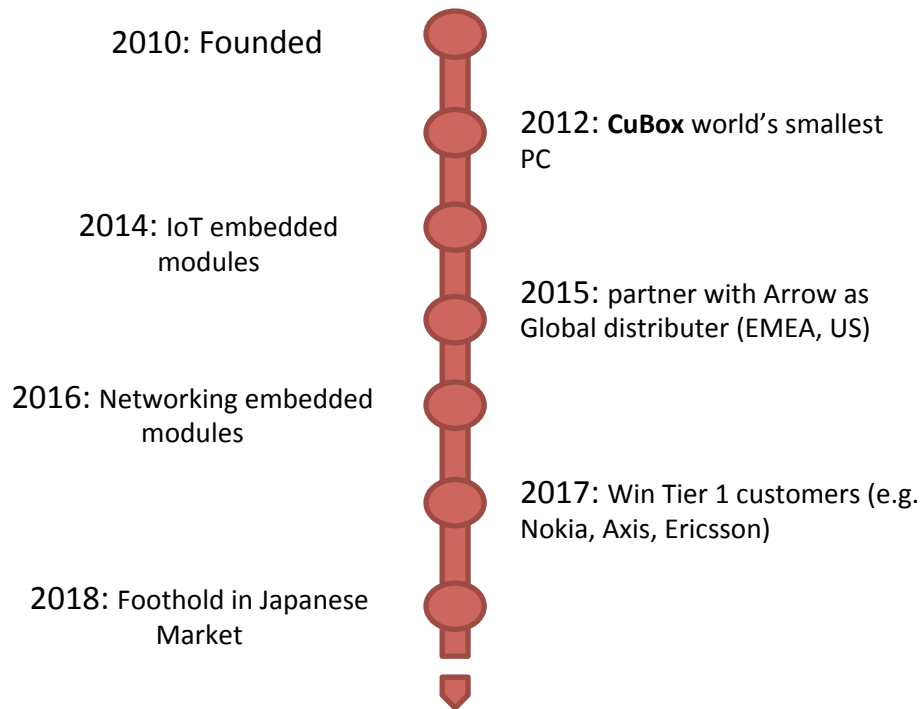 2010: Founded
2012: CuBox world's smallest
PC
2014: IoT embedded
modules
2015: partner with Arrow as
Global distributer (EMEA, US)
2016: Networking embedded
modules
2017: Win Tier 1 customers (e.g.
Nokia, Axis, Ericsson)
2018: Foothold in Japanese
Market